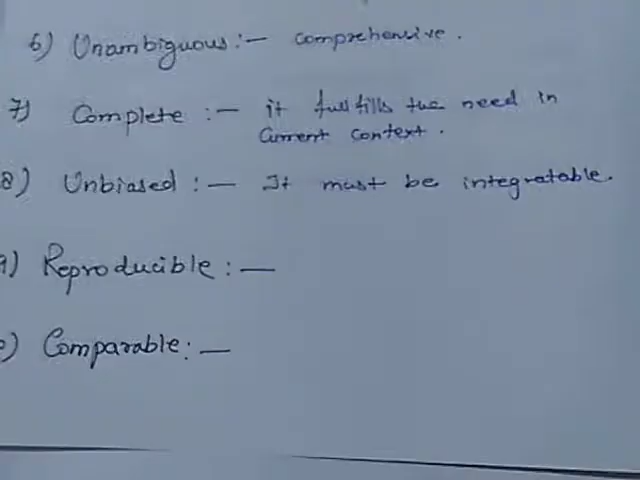 6) Unambiguous :- comprehensive.
7) Complete :- it fullfills the need in
Current context.
8) Unbiased :- It must be integratable.
9) Reproducible :-
) Comparable :-